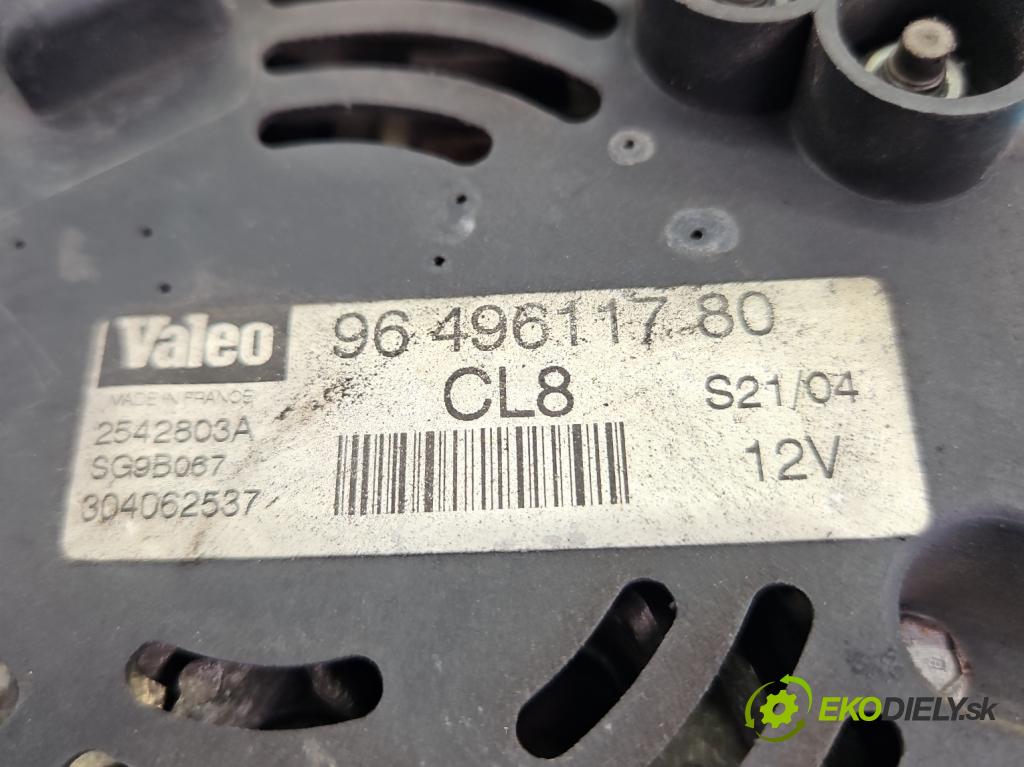 Valeo
96 496117 80
MADE IN FRANCE
CL8
S21/04
2542803A
SG9B067
12V
304062537
EKODIELY.sk